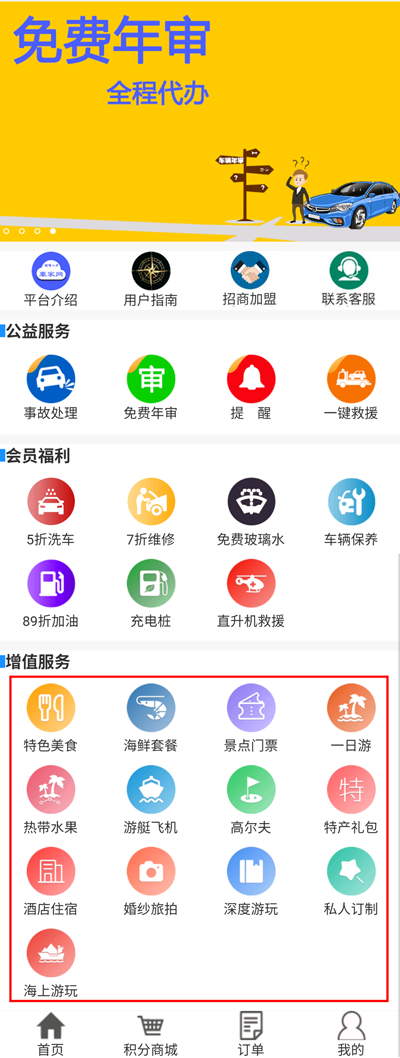 免费年审
全程代办
车辆年审
?
?
???
车家网
平台介绍 用户指南 招商加盟 联系客服
公益服务
审
事故处理 免费年审 提 醒 一键救援
会员福利
5折洗车 7折维修 免费玻璃水 车辆保养
89折加油 充电桩 直升机救援
增值服务
特色美食 海鲜套餐 景点门票 一日游
特
热带水果 游艇飞机 高尔夫 特产礼包
酒店住宿 婚纱旅拍 深度游玩 私人订制
海上游玩
首页 积分商城 订单 我的